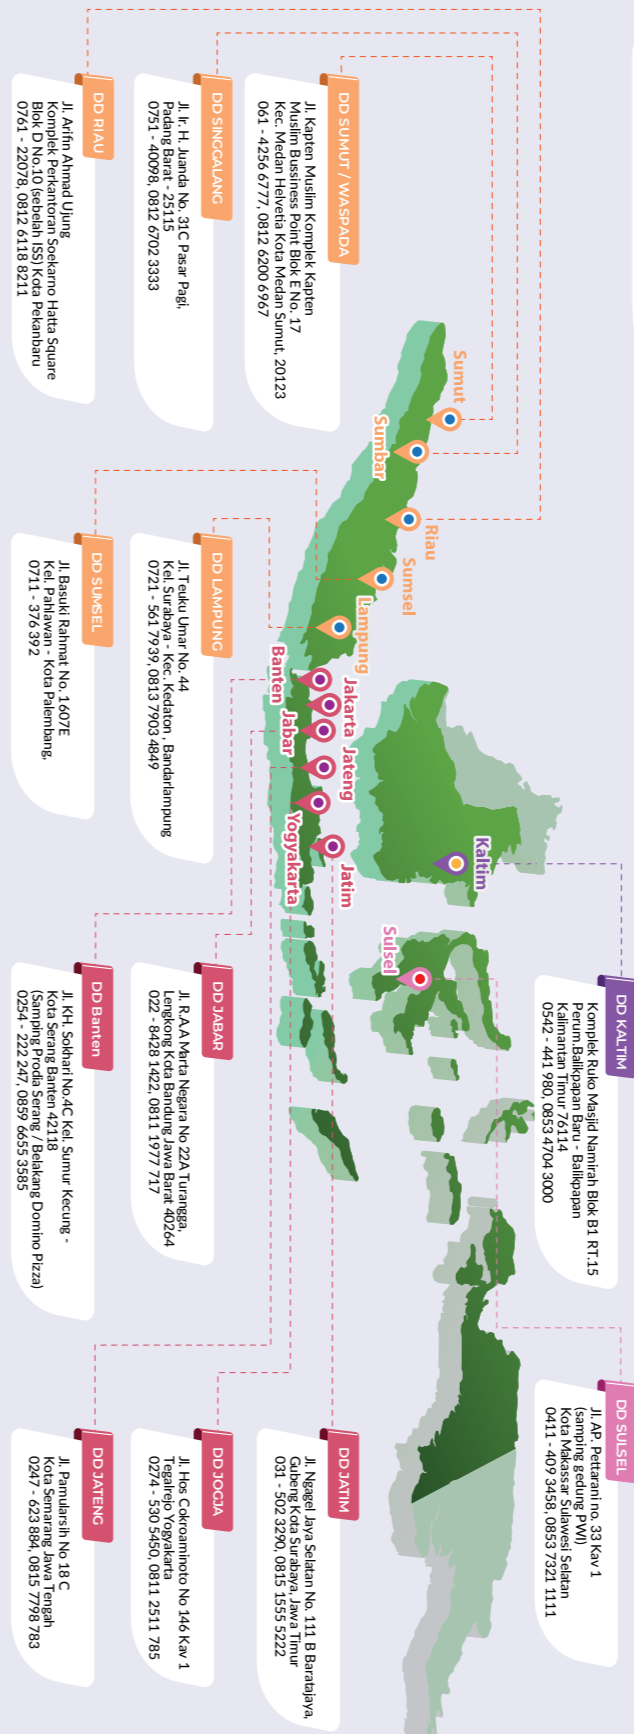 DD SUMUT / WASPADA
Jl. Kapten Muslim Komplek Kapten
Muslim Bussiness Point Blok E No. 17
Kec. Medan Helvetia Kota Medan Sumut, 20123
061 - 4256 6777, 0812 6200 6967
DD SINGGALANG
Jl. Ir. H. Juanda No. 31C Pasar Pagi,
Padang Barat - 25115
0751 - 40098, 0812 6702 3333
DD RIAU
Jl. Arifin Ahmad Ujung
Komplek Perkantoran Soekarno Hatta Square
Blok D No.10 (sebelah ISS) Kota Pekanbaru
0761 - 22078, 0812 6118 8211
Sumut
Sumbar
Riau
Sumsel
Lampung
Banten
Jakarta
Jabar
Jateng
Yogyakarta
Jatim
Kaltim
Sulsel
DD LAMPUNG
Jl. Teuku Umar No. 44
Kel. Surabaya - Kec. Kedaton , Bandarlampung
0721 - 561 7939, 0813 7903 4849
DD SUMSEL
Jl. Basuki Rahmat No. 1607E
Kel. Pahlawan - Kota Palembang,
0711 - 376 392
DD KALTIM
Komplek Ruko Masjid Namirah Blok B1 RT.15
Perum.Balikpapan Baru - Balikpapan
Kalimantan Timur 76114
0542 - 441 980, 0853 4704 3000
DD JABAR
Jl. R.A.A Marta Negara No 22A Turangga,
Lengkong Kota Bandung Jawa Barat 40264
022 - 8428 1422, 0811 1977 717
DD Banten
Jl. KH. Sokhari No.4C Kel. Sumur Kecung -
Kota Serang Banten 42118
(Samping Prodia Serang / Belakang Domino Pizza)
0254 - 222 247, 0859 6655 3585
DD SULSEL
Jl. AP. Pettarani no. 33 Kav 1
(samping gedung PWI)
Kota Makassar Sulawesi Selatan
0411 - 409 3458, 0853 7321 1111
DD JATIM
Jl. Ngagel Jaya Selatan No. 111 B Baratajaya,
Gubeng Kota Surabaya, Jawa Timur
031 - 502 3290, 0815 1555 5222
DD JOGJA
Jl. Hos Cokroaminoto No 146 Kav 1
Tegalrejo Yogyakarta
0274 - 530 5450, 0811 2511 785
DD JATENG
Jl. Pamularsih No 18 C
Kota Semarang Jawa Tengah
0247 - 623 884, 0815 7798 783